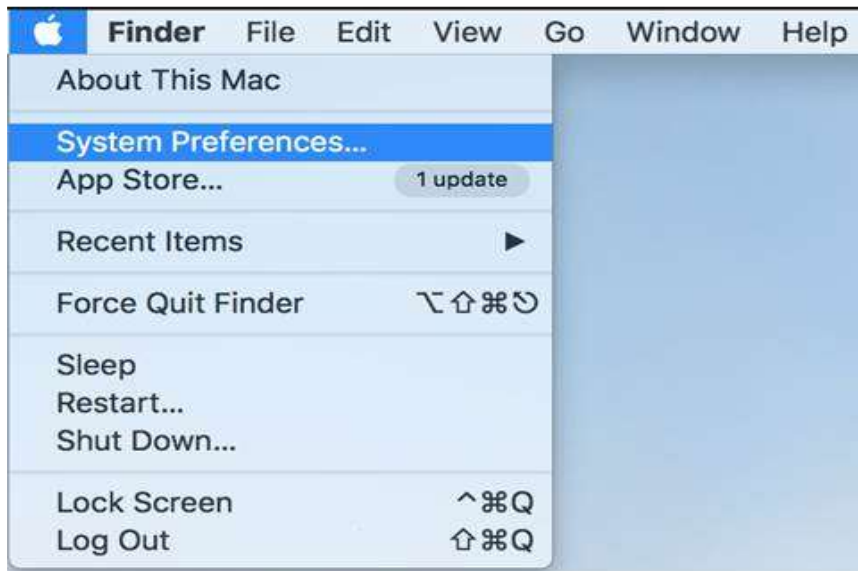 Finder File Edit View Go Window Help
About This Mac
System Preferences...
App Store... 1 update
Recent Items ▶
Force Quit Finder ⌥⇧⌘⎋
Sleep
Restart...
Shut Down...
Lock Screen ^⌘Q
Log Out ⇧⌘Q